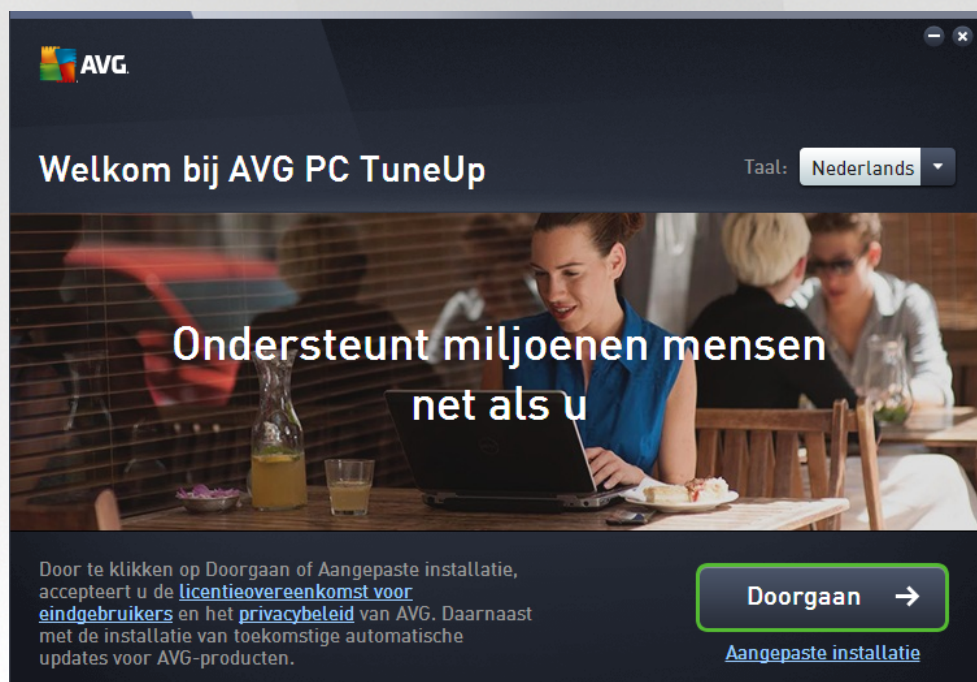 AVG.
Welkom bij AVG PC TuneUp
Taal:
Nederlands
Ondersteunt miljoenen mensen
net als u
Door te klikken op Doorgaan of Aangepaste installatie,
accepteert u de licentieovereenkomst voor
eindgebruikers en het privacybeleid van AVG. Daarnaast
met de installatie van toekomstige automatische
updates voor AVG-producten.
Doorgaan →
Aangepaste installatie